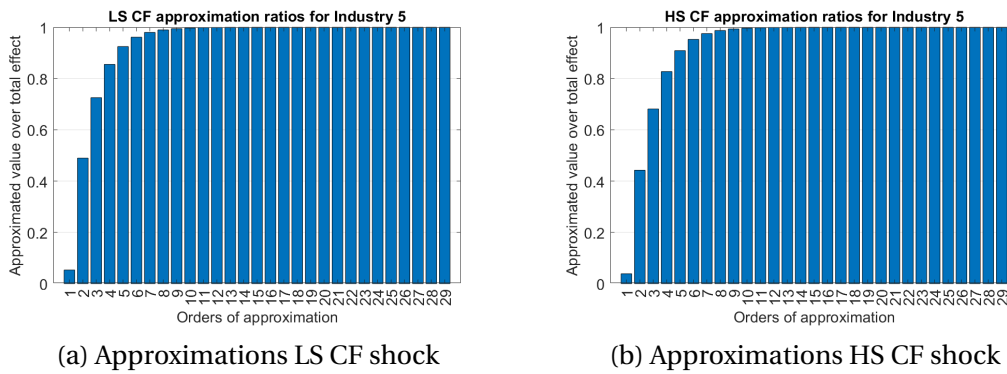 LS CF approximation ratios for Industry 5
Approximated value over total effect
1
0.8
0.6
0.4
0.2
0
1 2 3 4 5 6 7 8 9 10 11 12 13 14 15 16 17 18 19 20 21 22 23 24 25 26 27 28 29
Orders of approximation
(a) Approximations LS CF shock
HS CF approximation ratios for Industry 5
Approximated value over total effect
1
0.8
0.6
0.4
0.2
0
1 2 3 4 5 6 7 8 9 10 11 12 13 14 15 16 17 18 19 20 21 22 23 24 25 26 27 28 29
Orders of approximation
(b) Approximations HS CF shock